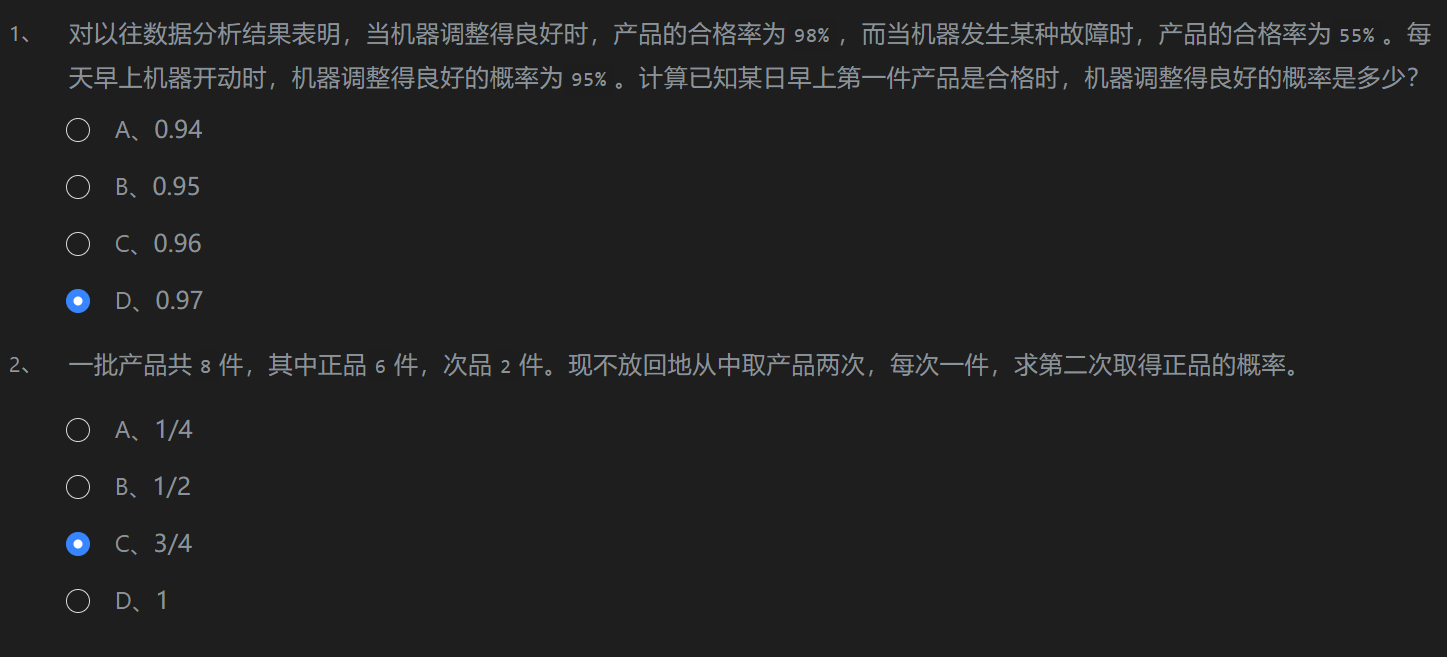 1、 对以往数据分析结果表明，当机器调整得良好时，产品的合格率为 98% ，而当机器发生某种故障时，产品的合格率为 55% 。每
天早上机器开动时，机器调整得良好的概率为 95% 。计算已知某日早上第一件产品是合格时，机器调整得良好的概率是多少？
A、0.94
B、0.95
C、0.96
D、0.97
2、 一批产品共 8 件，其中正品 6 件，次品 2 件。现不放回地从中取产品两次，每次一件，求第二次取得正品的概率。
A、1/4
B、1/2
C、3/4
D、1